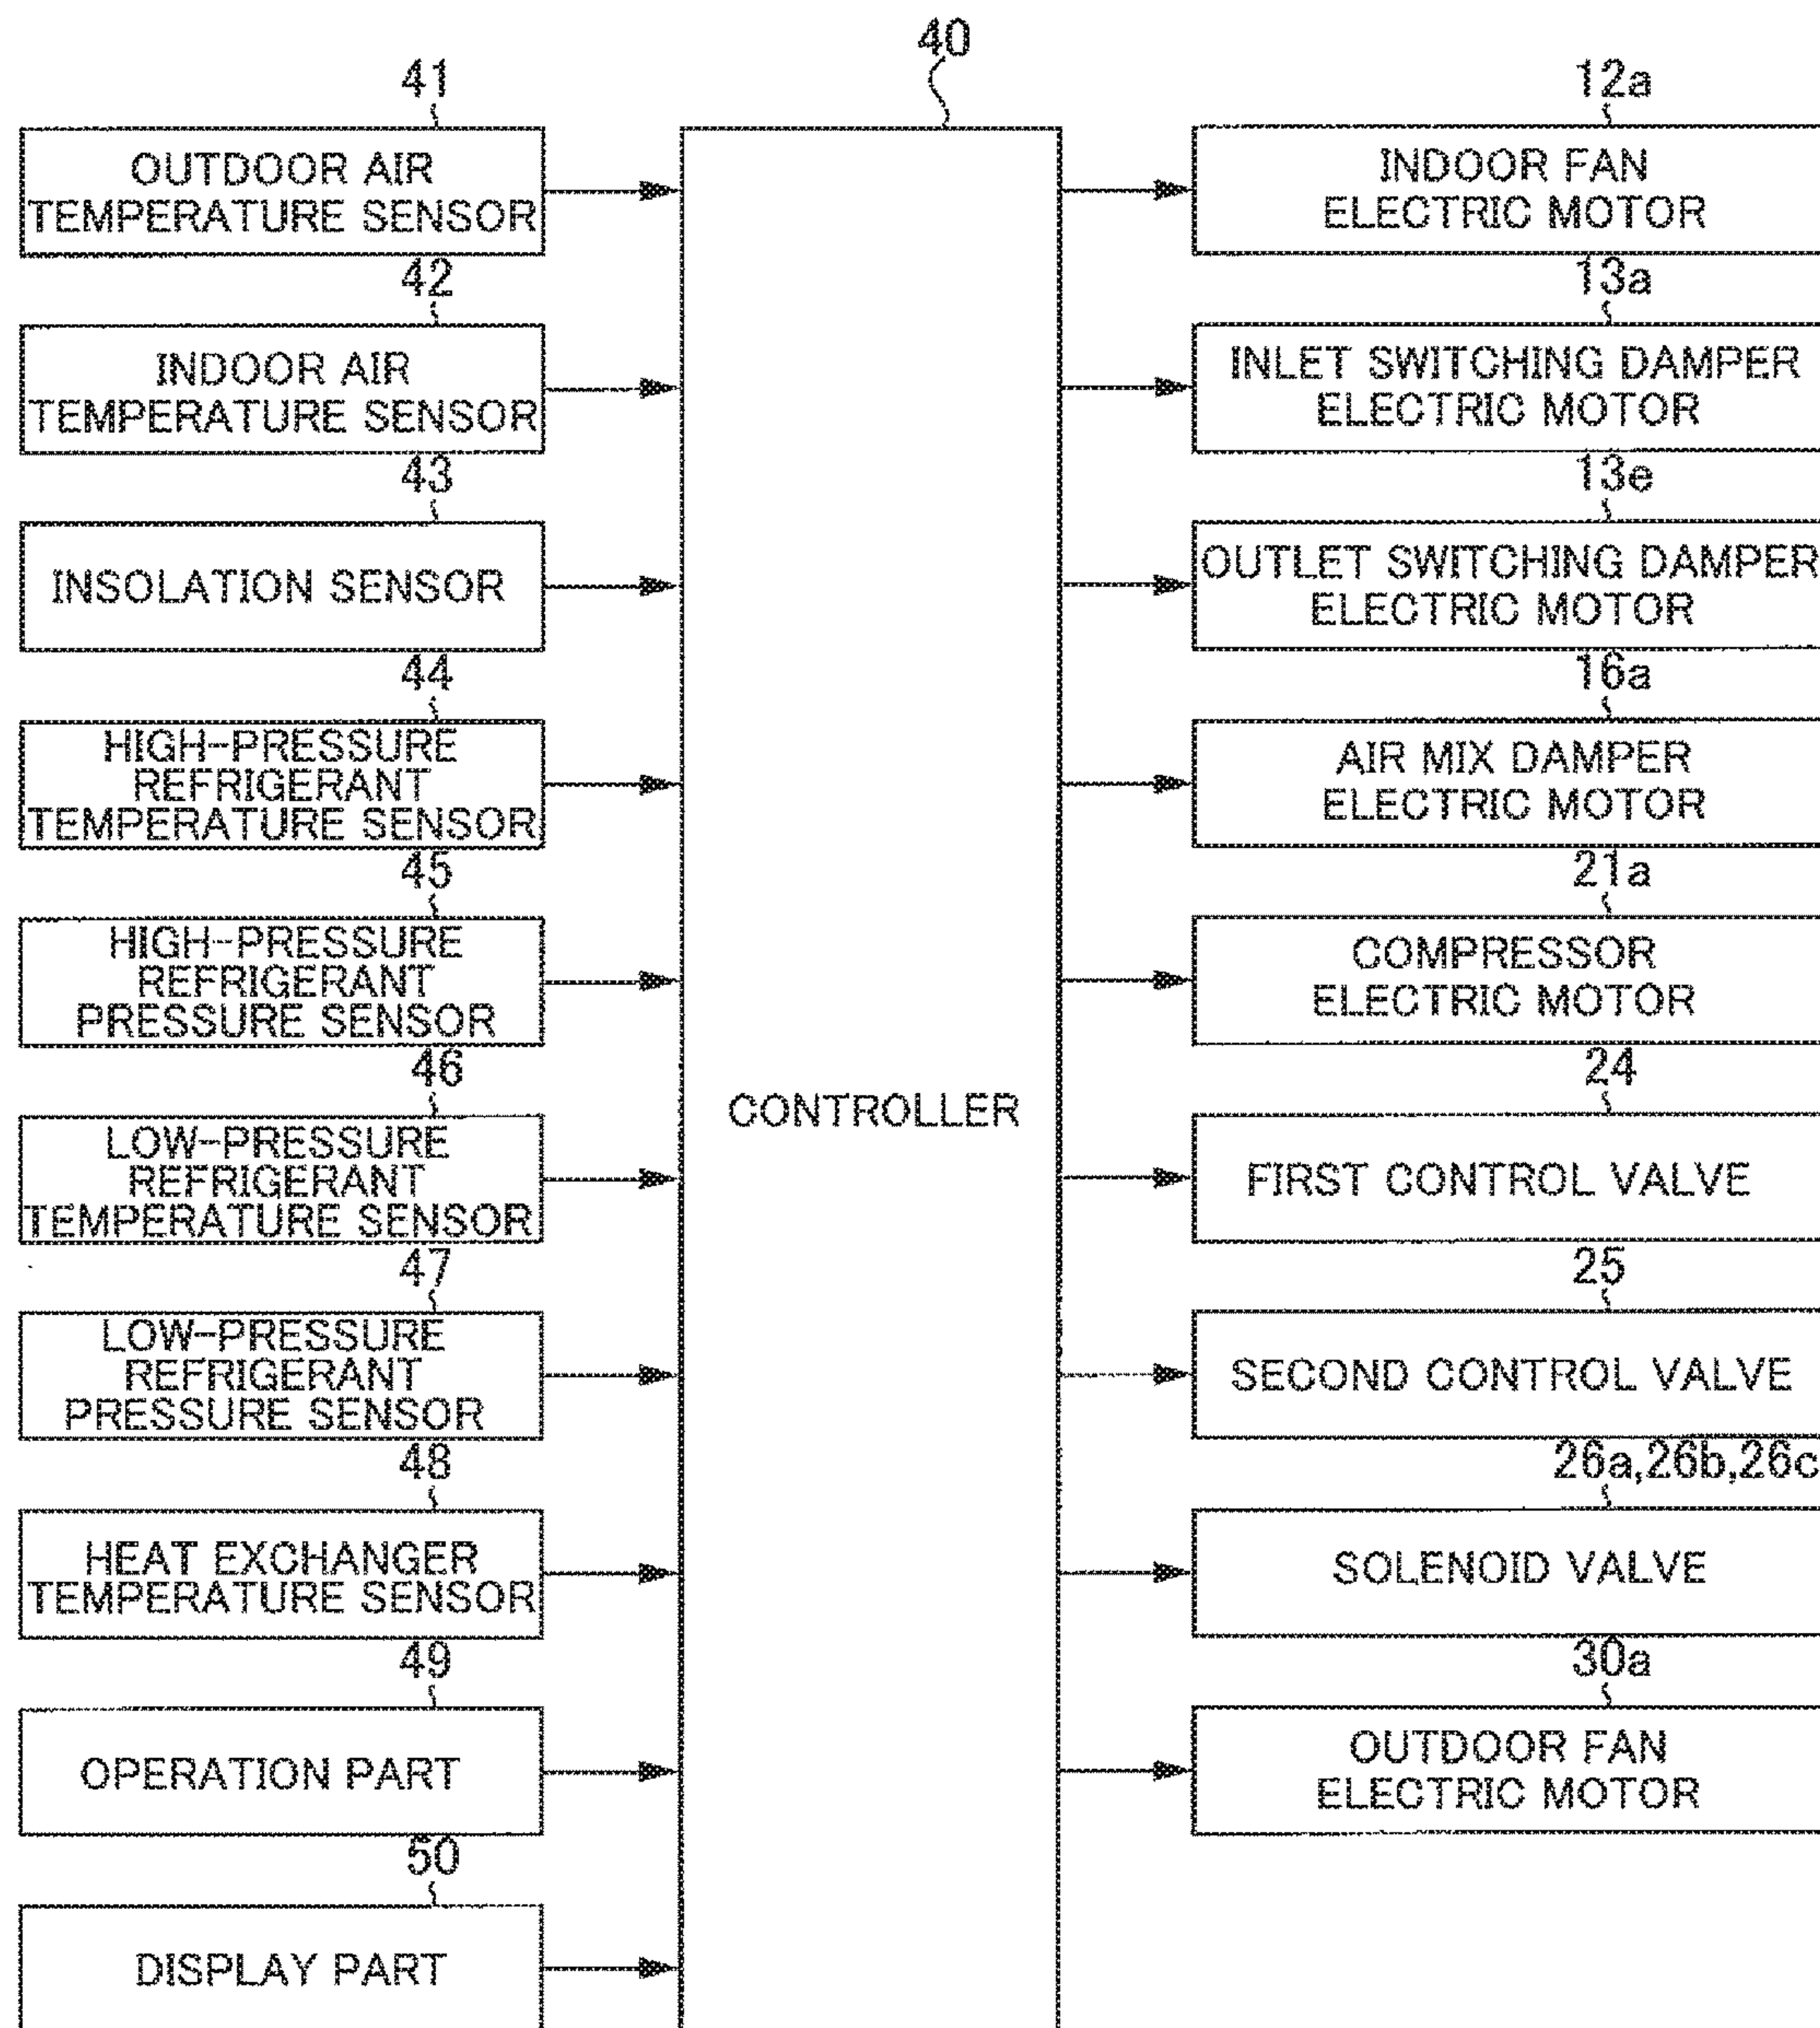 40
41
OUTDOOR AIR
TEMPERATURE SENSOR
42
INDOOR AIR
TEMPERATURE SENSOR
43
INSOLATION SENSOR
44
HIGH-PRESSURE
REFRIGERANT
TEMPERATURE SENSOR
45
HIGH-PRESSURE
REFRIGERANT
PRESSURE SENSOR
46
LOW-PRESSURE
REFRIGERANT
TEMPERATURE SENSOR
47
LOW-PRESSURE
REFRIGERANT
PRESSURE SENSOR
48
HEAT EXCHANGER
TEMPERATURE SENSOR
49
OPERATION PART
50
DISPLAY PART
CONTROLLER
12a
INDOOR FAN
ELECTRIC MOTOR
13a
INLET SWITCHING DAMPER
ELECTRIC MOTOR
13e
OUTLET SWITCHING DAMPER
ELECTRIC MOTOR
16a
AIR MIX DAMPER
ELECTRIC MOTOR
21a
COMPRESSOR
ELECTRIC MOTOR
24
FIRST CONTROL VALVE
25
SECOND CONTROL VALVE
26a,26b,26c
SOLENOID VALVE
30a
OUTDOOR FAN
ELECTRIC MOTOR